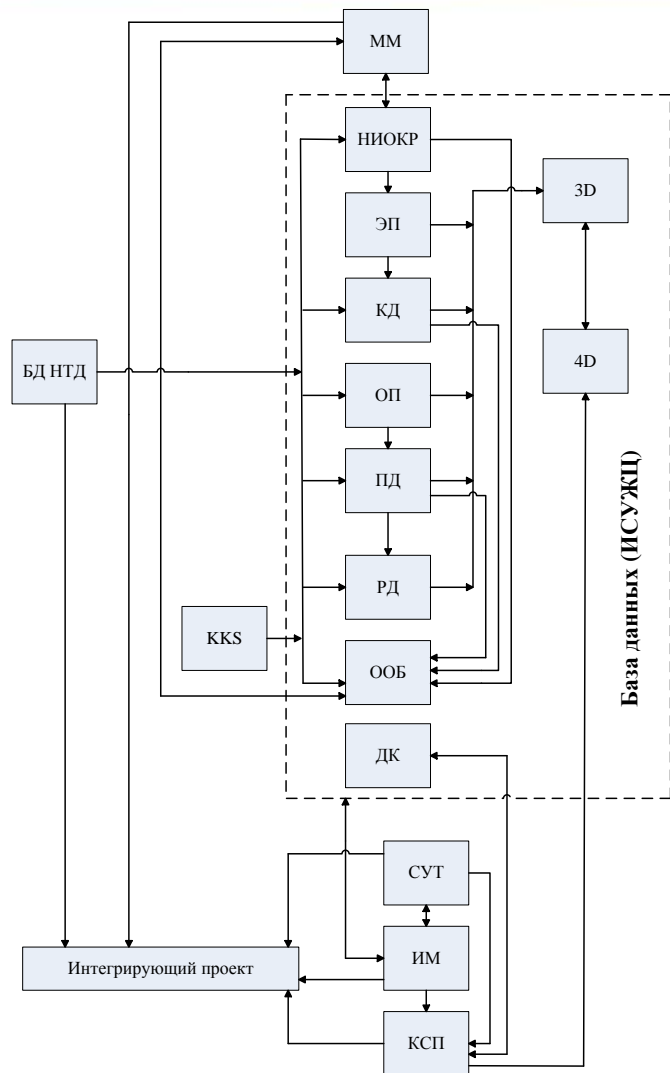 ММ
НИОКР
3D
ЭП
КД
4D
БД НТД
ОП
ПД
База данных (ИСУЖЦ)
РД
KKS
ООБ
ДК
СУТ
ИМ
Интегрирующий проект
КСП